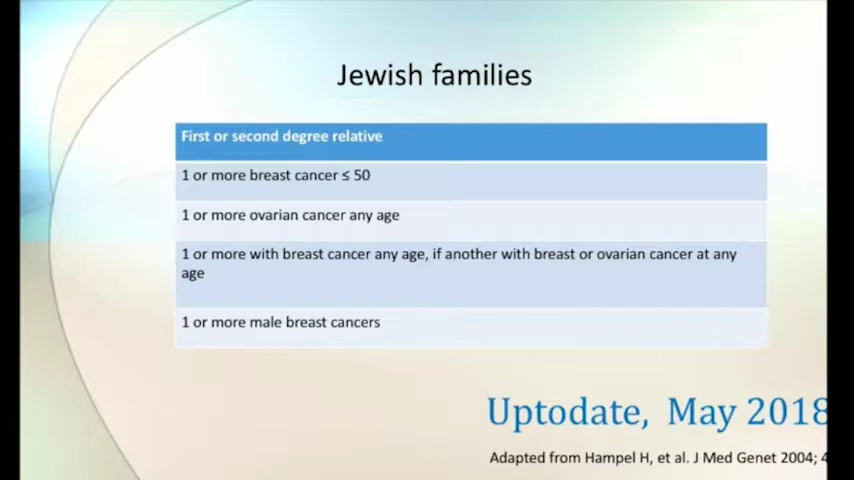 Jewish families
First or second degree relative
1 or more breast cancer ≤ 50
1 or more ovarian cancer any age
1 or more with breast cancer any age, if another with breast or ovarian cancer at any
age
1 or more male breast cancers
Uptodate, May 2018
Adapted from Hampel H, et al. J Med Genet 2004;